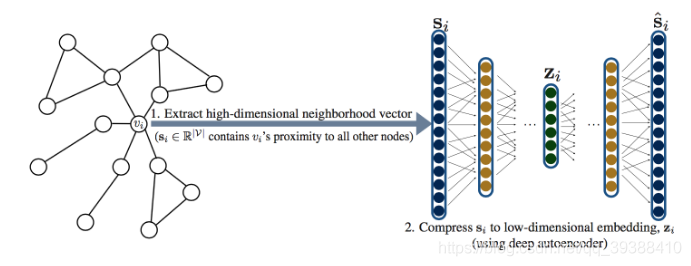 s_i
ŝ_i
z_i
1. Extract high-dimensional neighborhood vector
v_i
(s_i ∈ ℝ^|𝒱| contains v_i's proximity to all other nodes)
... ...
2. Compress s_i to low-dimensional embedding, z_i
(using deep autoencoder)